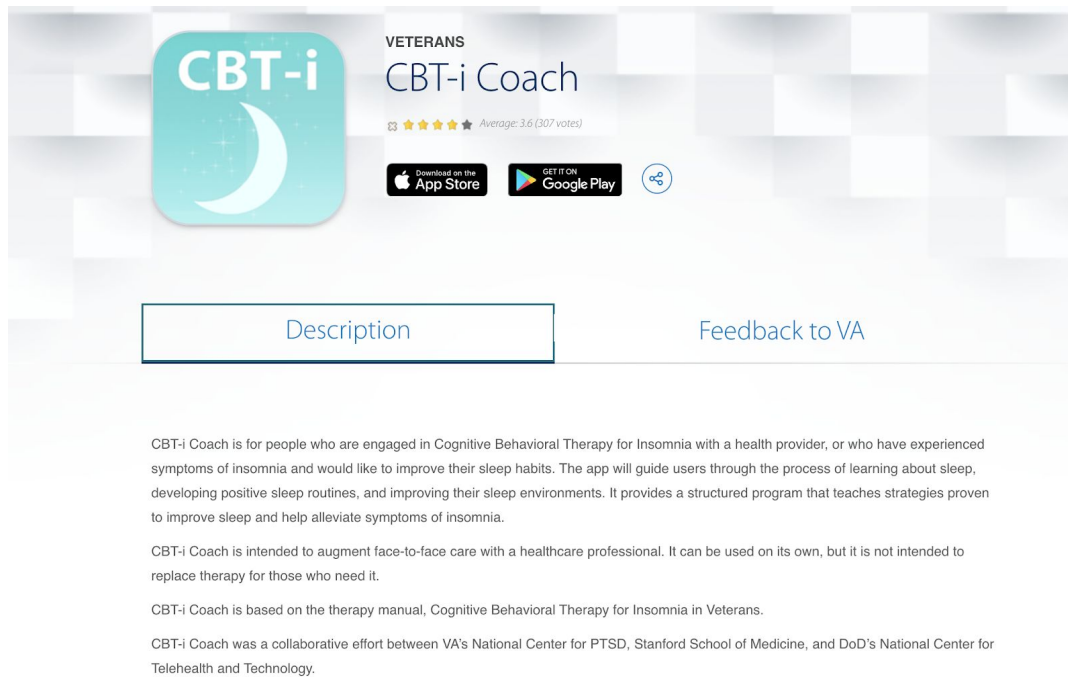 CBT-i
VETERANS
CBT-i Coach
Average: 3.6 (307 votes)
Download on the
App Store
GET IT ON
Google Play
Description
Feedback to VA
CBT-i Coach is for people who are engaged in Cognitive Behavioral Therapy for Insomnia with a health provider, or who have experienced
symptoms of insomnia and would like to improve their sleep habits. The app will guide users through the process of learning about sleep,
developing positive sleep routines, and improving their sleep environments. It provides a structured program that teaches strategies proven
to improve sleep and help alleviate symptoms of insomnia.
CBT-i Coach is intended to augment face-to-face care with a healthcare professional. It can be used on its own, but it is not intended to
replace therapy for those who need it.
CBT-i Coach is based on the therapy manual, Cognitive Behavioral Therapy for Insomnia in Veterans.
CBT-i Coach was a collaborative effort between VA's National Center for PTSD, Stanford School of Medicine, and DoD's National Center for
Telehealth and Technology.